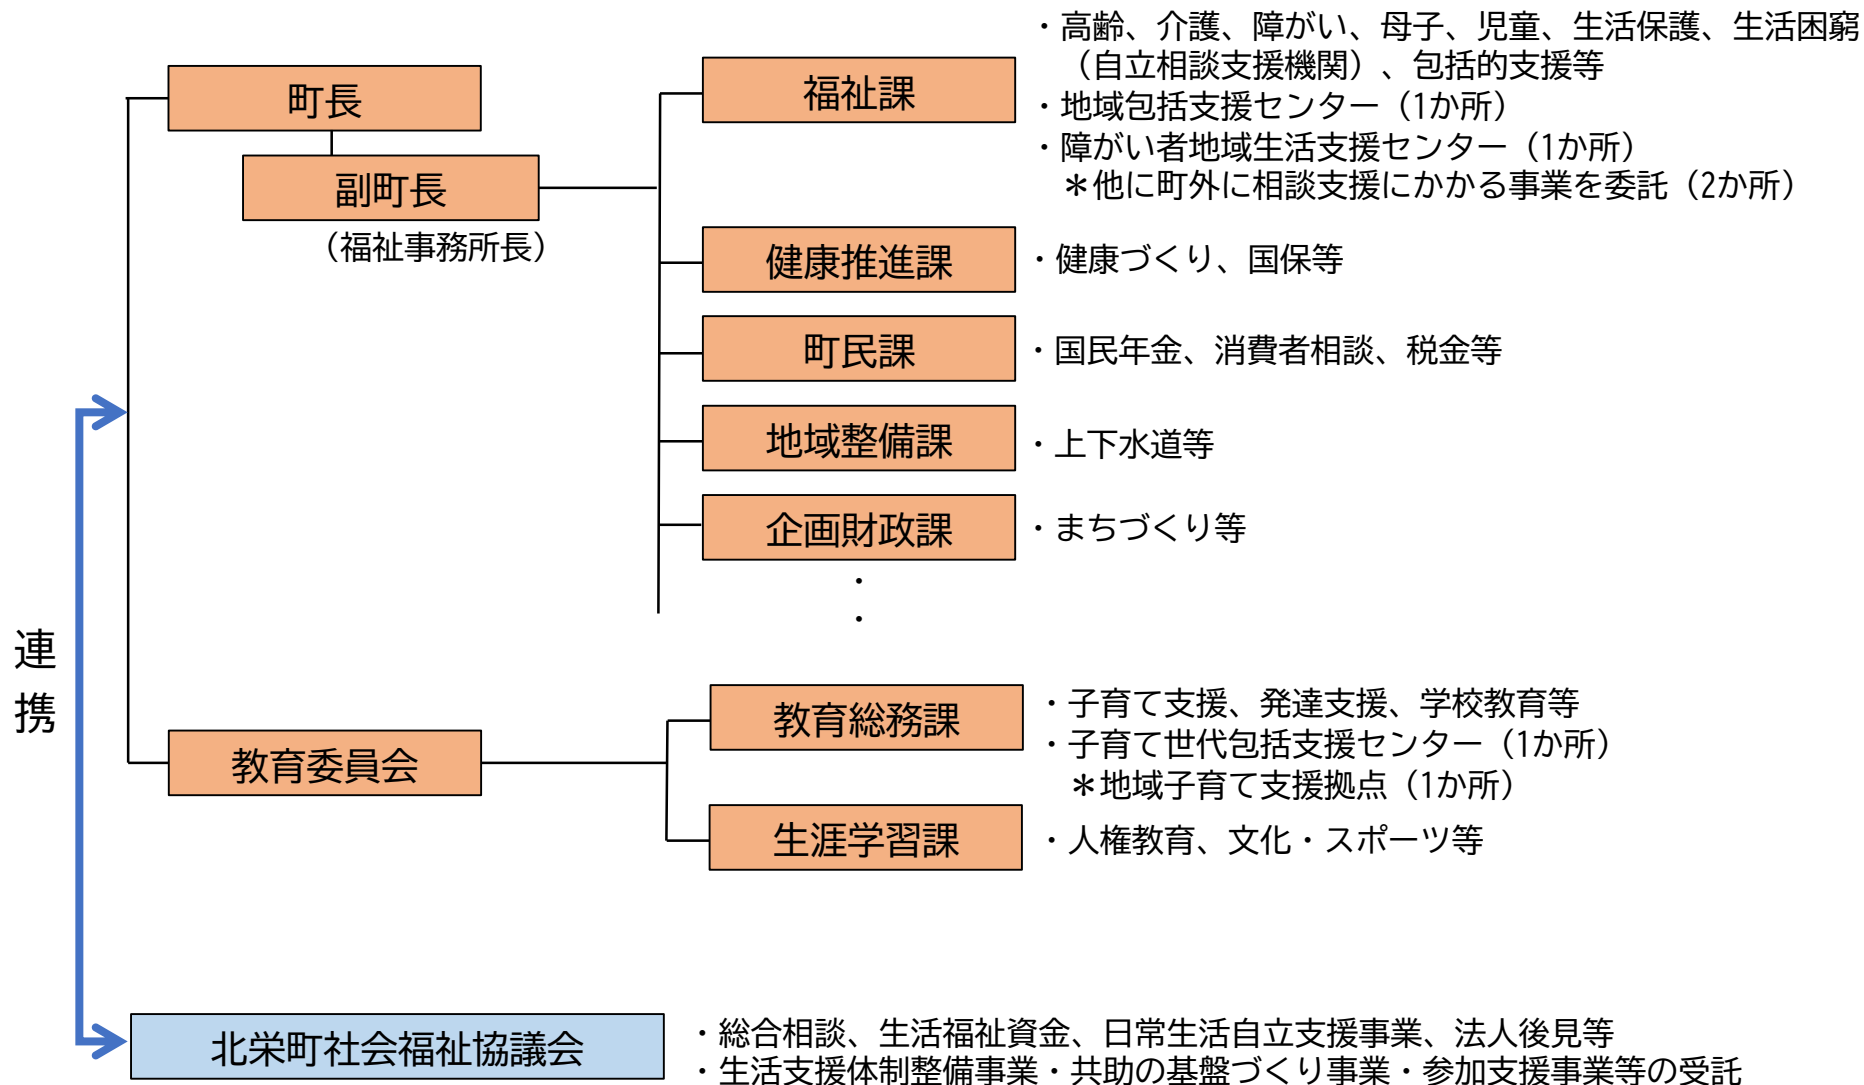 町長
副町長
（福祉事務所長）
福祉課
・高齢、介護、障がい、母子、児童、生活保護、生活困窮
（自立相談支援機関）、包括的支援等
・地域包括支援センター（1か所）
・障がい者地域生活支援センター（1か所）
＊他に町外に相談支援にかかる事業を委託（2か所）
健康推進課
・健康づくり、国保等
町民課
・国民年金、消費者相談、税金等
地域整備課
・上下水道等
企画財政課
・まちづくり等
・
・
連携
教育委員会
教育総務課
・子育て支援、発達支援、学校教育等
・子育て世代包括支援センター（1か所）
＊地域子育て支援拠点（1か所）
生涯学習課
・人権教育、文化・スポーツ等
北栄町社会福祉協議会
・総合相談、生活福祉資金、日常生活自立支援事業、法人後見等
・生活支援体制整備事業・共助の基盤づくり事業・参加支援事業等の受託